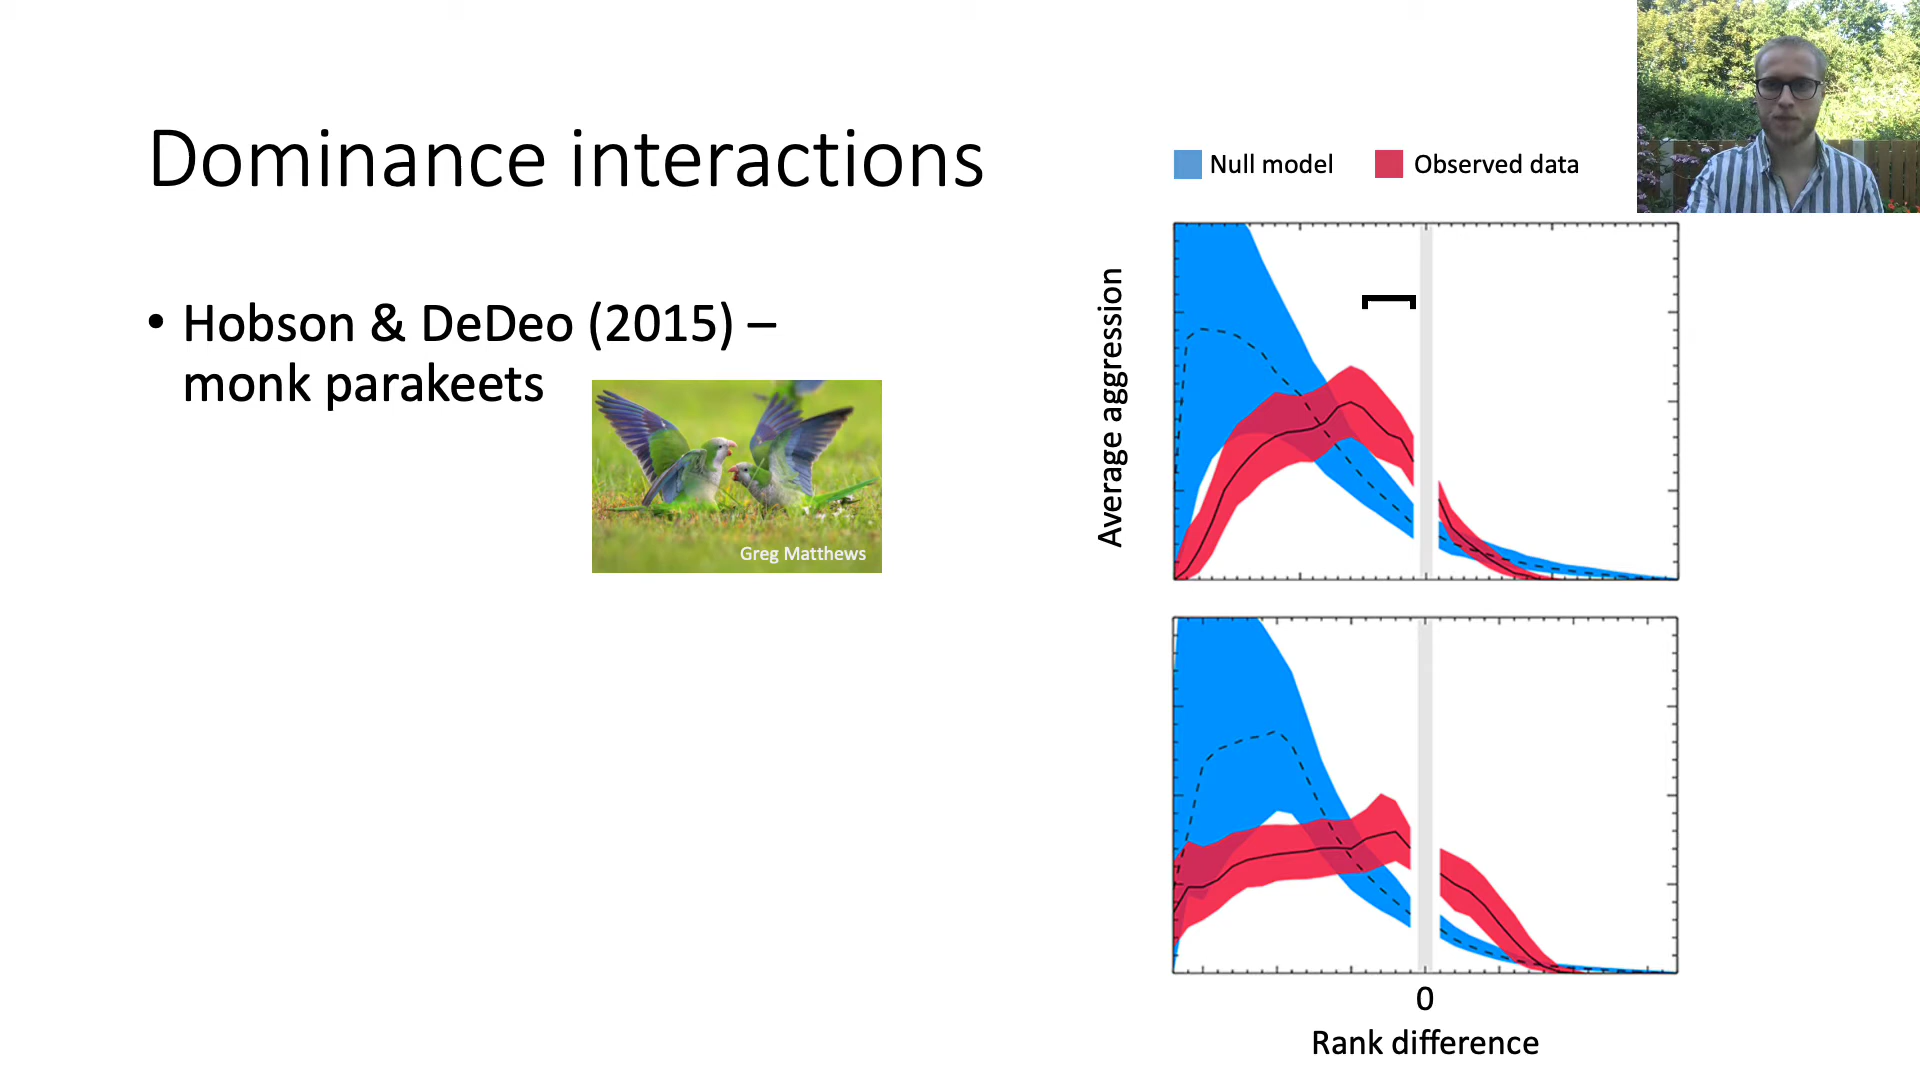 Dominance interactions
• Hobson & DeDeo (2015) –
monk parakeets
Greg Matthews
Null model
Observed data
Average aggression
0
Rank difference